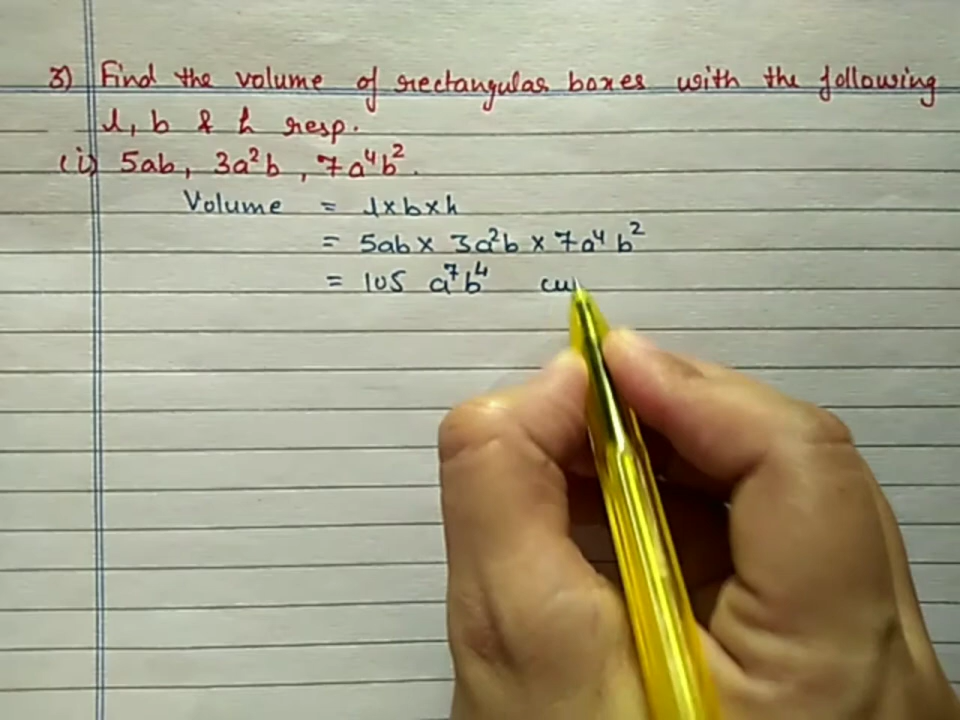 3) Find the volume of rectangular boxes with the following
l, b & h resp.
(i) 5ab, 3a²b, 7a⁴b².
Volume = l×b×h
= 5ab × 3a²b × 7a⁴b²
= 105 a⁷b⁴ cu